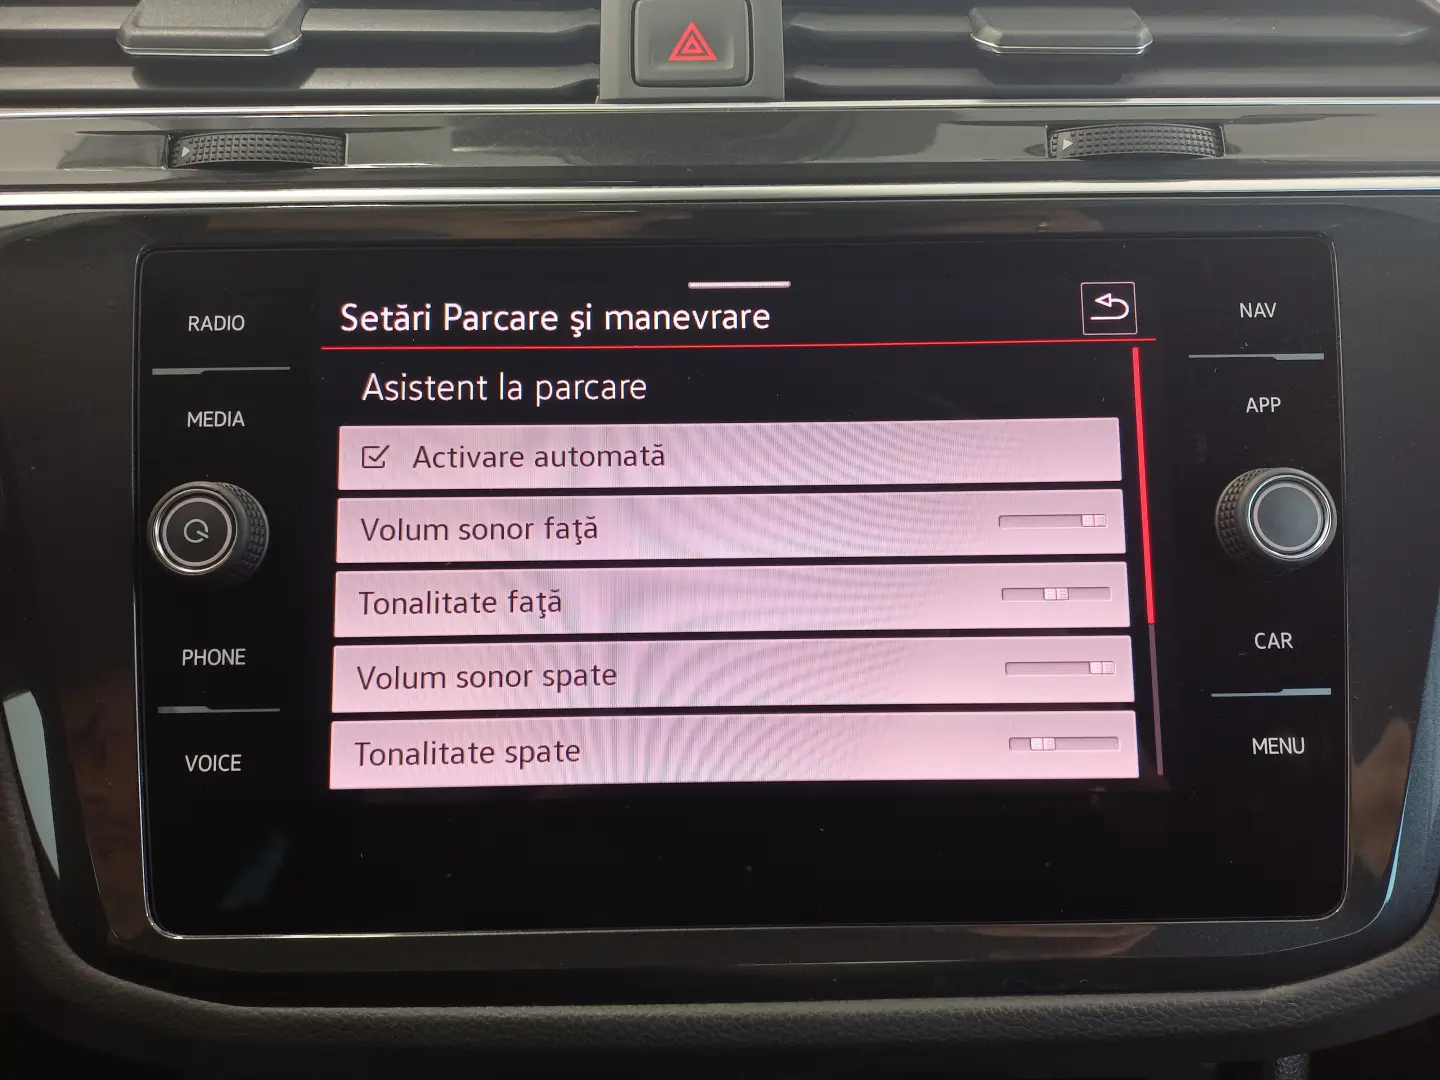 Setări Parcare şi manevrare
RADIO
NAV
Asistent la parcare
MEDIA
APP
Activare automată
Volum sonor faţă
Tonalitate faţă
PHONE
CAR
Volum sonor spate
VOICE
MENU
Tonalitate spate